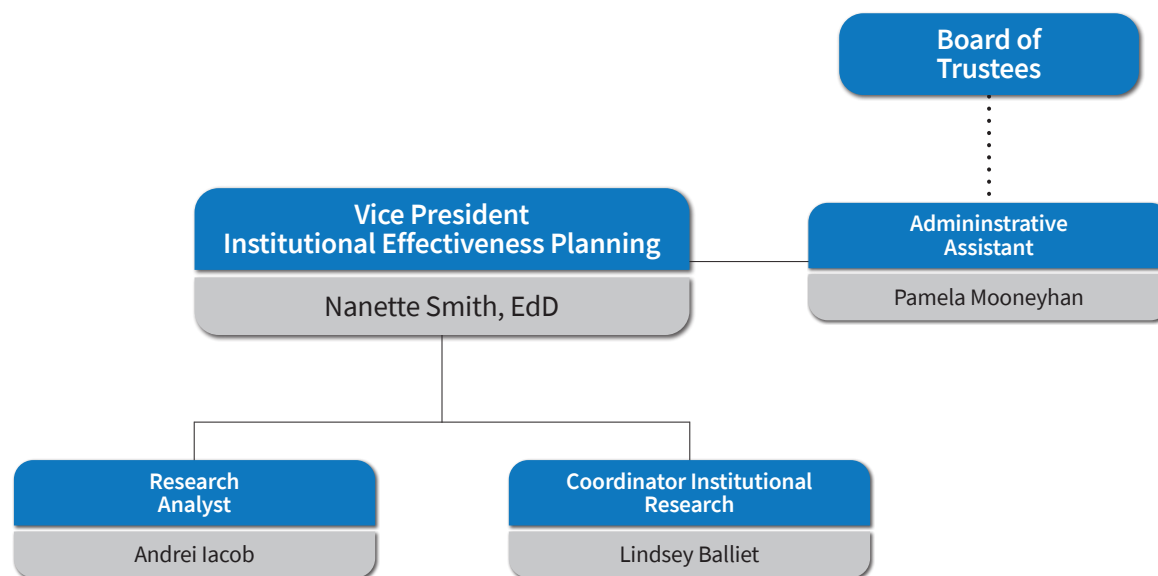 Board of
Trustees
Vice President
Institutional Effectiveness Planning
Nanette Smith, EdD
Admininstrative
Assistant
Pamela Mooneyhan
Research
Analyst
Andrei Iacob
Coordinator Institutional
Research
Lindsey Balliet